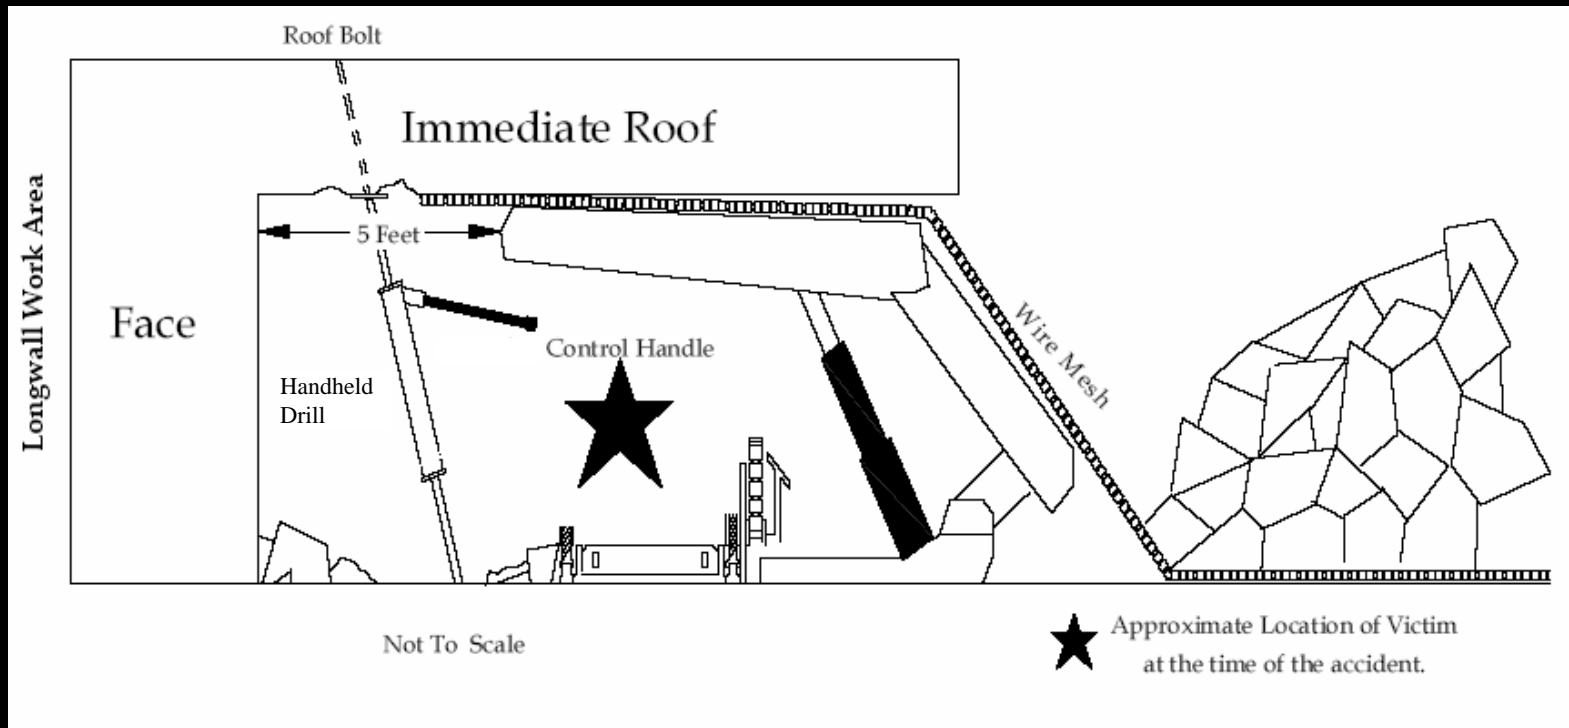 Roof Bolt
Immediate Roof
Longwall Work Area
5 Feet
Face
Wire Mesh
Control Handle
Handheld
Drill
Not To Scale
Approximate Location of Victim
at the time of the accident.